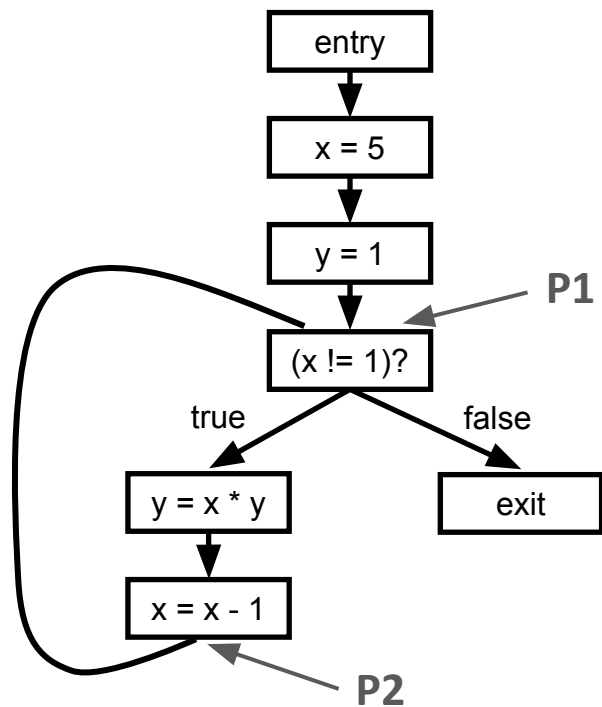 entry
x = 5
y = 1
P1
(x != 1)?
true
false
y = x * y
exit
x = x - 1
P2